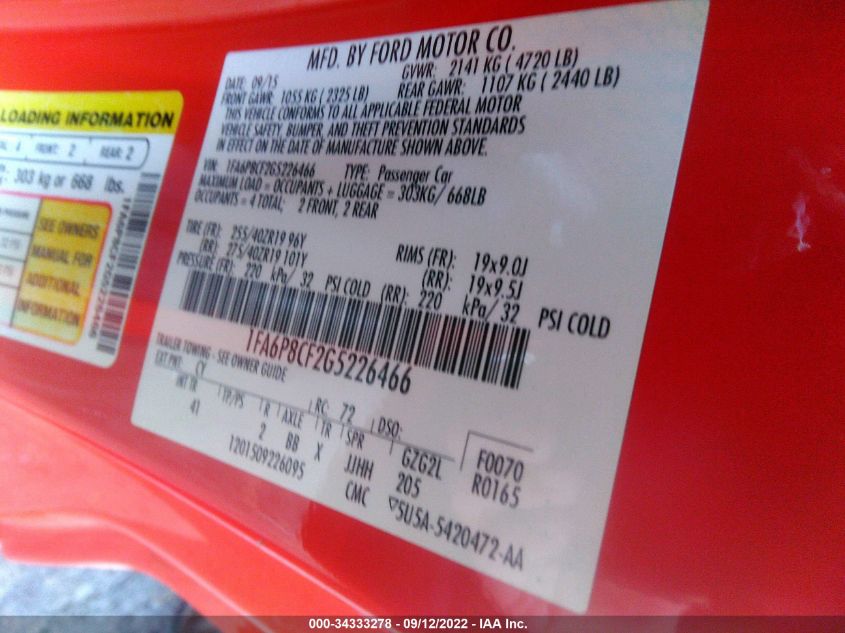 MFD. BY FORD MOTOR CO.
DATE: 09/15 GVWR: 2141 KG ( 4720 LB)
FRONT GAWR: 1055 KG ( 2325 LB) REAR GAWR: 1107 KG ( 2440 LB)
THIS VEHICLE CONFORMS TO ALL APPLICABLE FEDERAL MOTOR
VEHICLE SAFETY, BUMPER, AND THEFT PREVENTION STANDARDS
IN EFFECT ON THE DATE OF MANUFACTURE SHOWN ABOVE.
VIN: 1FA6P8CF2G5226466 TYPE: Passenger Car
MAXIMUM LOAD = OCCUPANTS + LUGGAGE = 303KG/ 668LB
OCCUPANTS = 4 TOTAL; 2 FRONT, 2 REAR
TIRE (FR): 255/40ZR19 96Y RIMS (FR): 19x9.0J
(RR): 275/40ZR19 101Y (RR): 19x9.5J
PRESSURE (FR): 220 kPa/ 32 PSI COLD (RR): 220 kPa/ 32 PSI COLD
1FA6P8CF2G5226466
TRAILER TOWING - SEE OWNER GUIDE
EXT PNT: CY RC: 72 DSO: F0070
INT TR TP/PS R AXLE TR SPR GZG2L R0165
41 2 BB X JJHH 205
1201509226095 CMC ▽5U5A-5420472-AA
LOADING INFORMATION
4 FRONT: 2 REAR: 2
303 kg or 668 lbs.
SEE OWNERS
MANUAL FOR
ADDITIONAL
INFORMATION
1FA6P8CF2G5226466
000-34333278 - 09/12/2022 - IAA Inc.